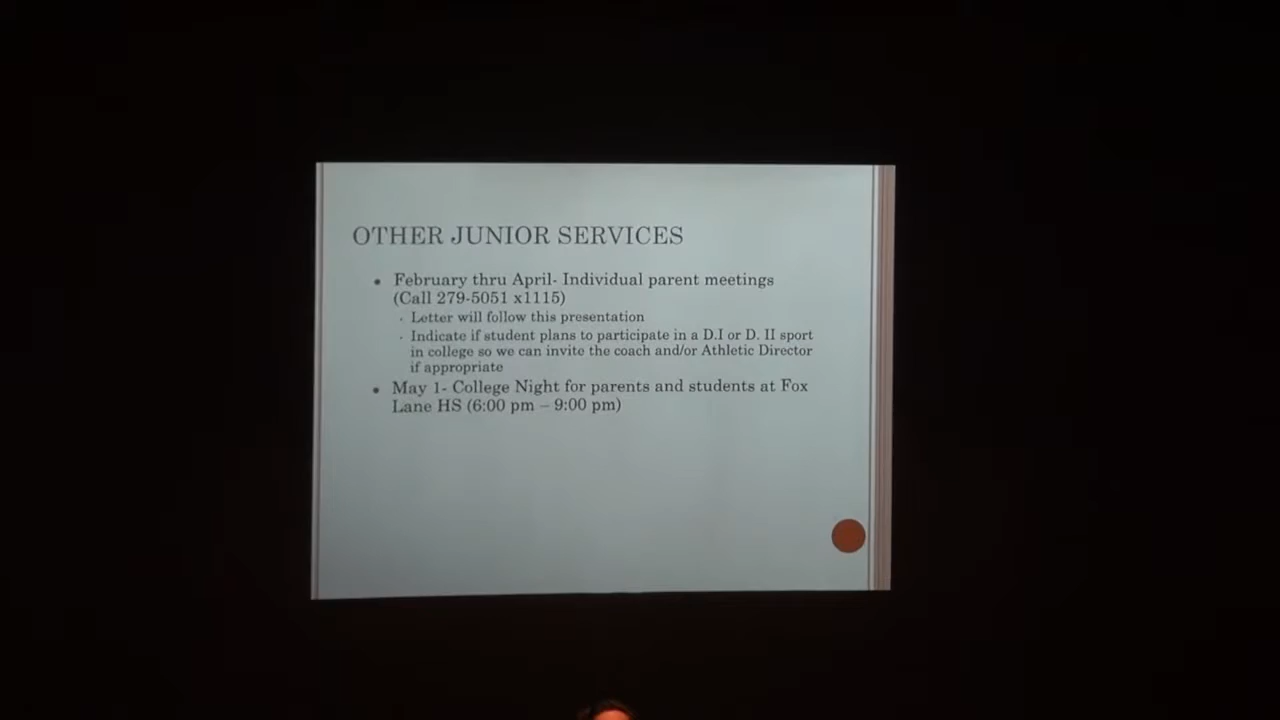 OTHER JUNIOR SERVICES
• February thru April- Individual parent meetings
(Call 279-5051 x1115)
• Letter will follow this presentation
• Indicate if student plans to participate in a D.I or D. II sport
in college so we can invite the coach and/or Athletic Director
if appropriate
• May 1- College Night for parents and students at Fox
Lane HS (6:00 pm – 9:00 pm)